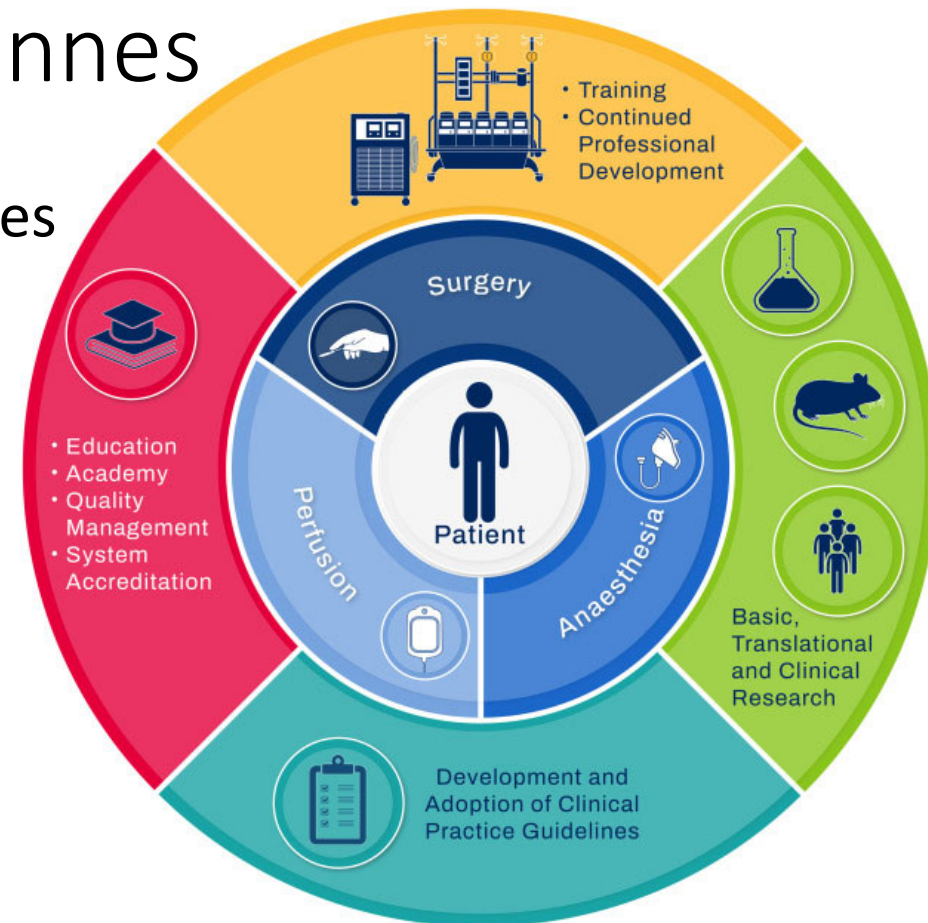 nnes
es
• Training
• Continued
Professional
Development
Surgery
• Education
• Academy
• Quality
Management
• System
Accreditation
Perfusion
Patient
Anaesthesia
Basic,
Translational
and Clinical
Research
Development and
Adoption of Clinical
Practice Guidelines